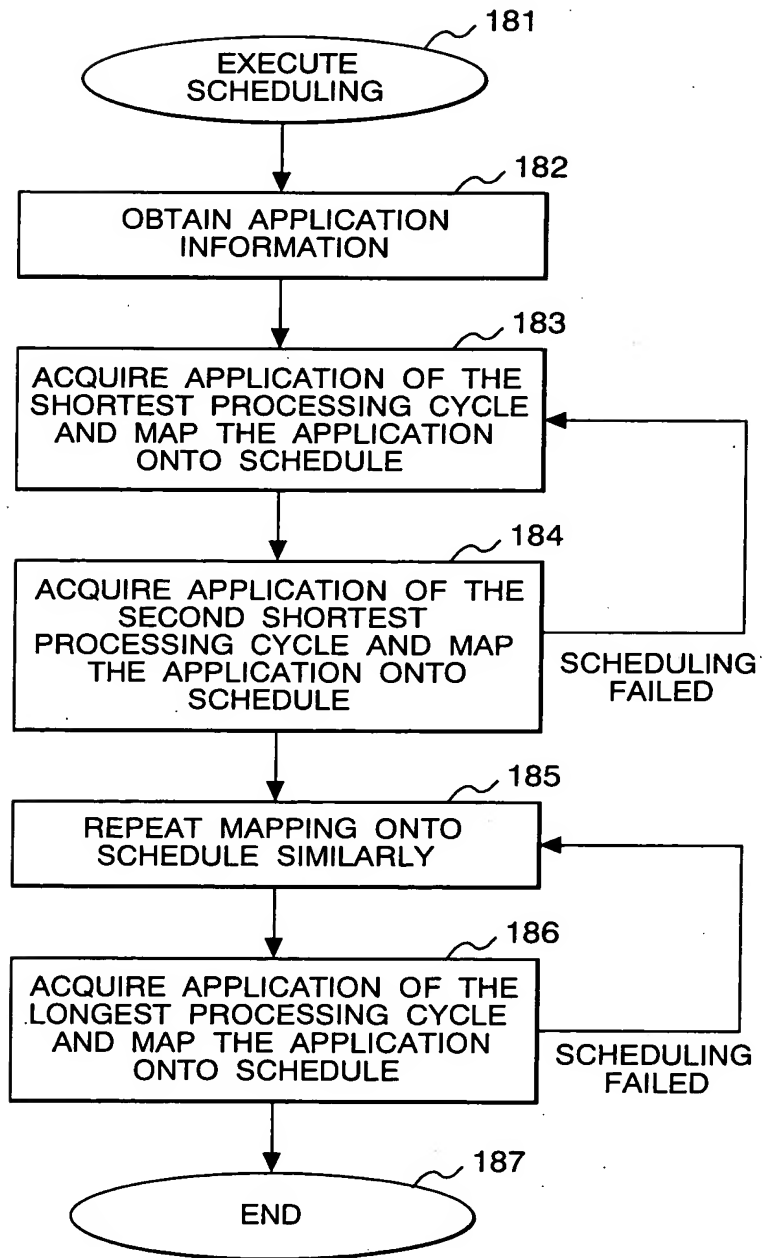 181
EXECUTE
SCHEDULING
182
OBTAIN APPLICATION
INFORMATION
183
ACQUIRE APPLICATION OF THE
SHORTEST PROCESSING CYCLE
AND MAP THE APPLICATION
ONTO SCHEDULE
184
ACQUIRE APPLICATION OF THE
SECOND SHORTEST
PROCESSING CYCLE AND MAP
THE APPLICATION ONTO
SCHEDULE
SCHEDULING
FAILED
185
REPEAT MAPPING ONTO
SCHEDULE SIMILARLY
186
ACQUIRE APPLICATION OF THE
LONGEST PROCESSING CYCLE
AND MAP THE APPLICATION
ONTO SCHEDULE
SCHEDULING
FAILED
187
END